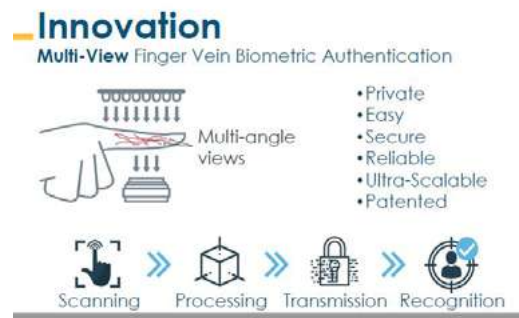 Innovation
Multi-View Finger Vein Biometric Authentication
Multi-angle
views
•Private
•Easy
•Secure
•Reliable
•Ultra-Scalable
•Patented
Scanning
Processing
Transmission
Recognition